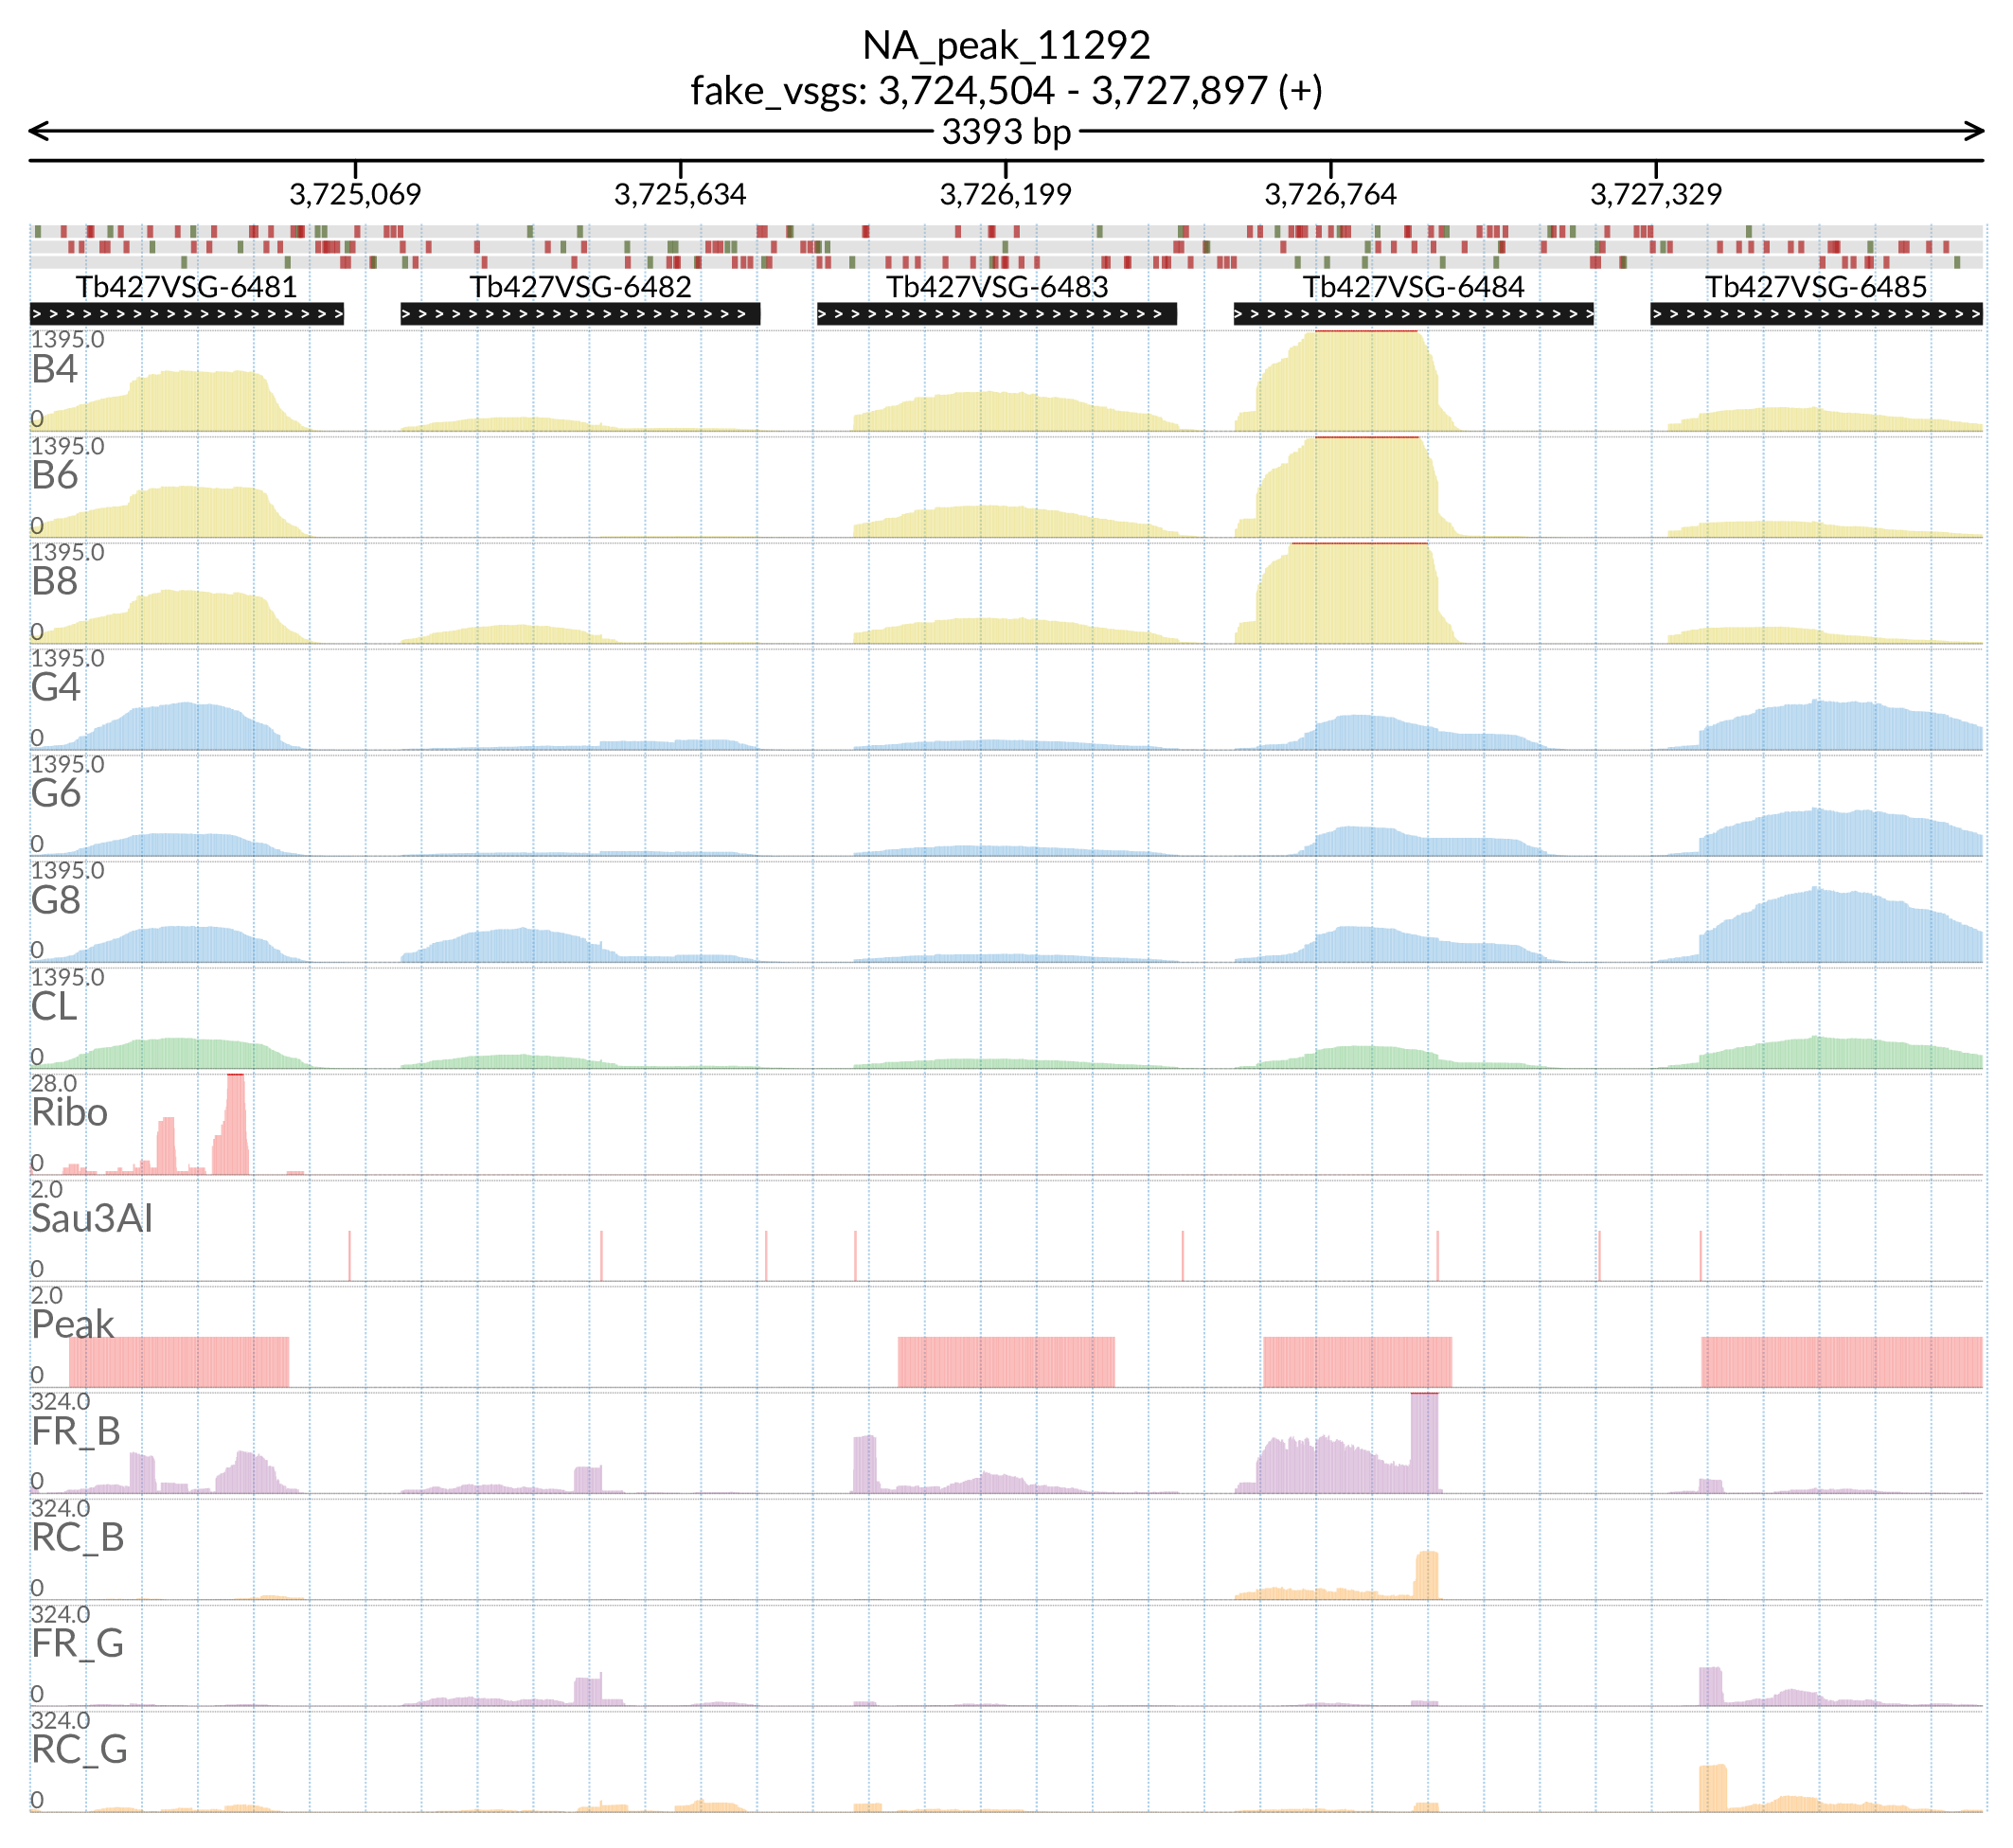 NA_peak_11292
fake_vsgs: 3,724,504 - 3,727,897 (+)
3393 bp
3,725,069 3,725,634 3,726,199 3,726,764 3,727,329
Tb427VSG-6481 Tb427VSG-6482 Tb427VSG-6483 Tb427VSG-6484 Tb427VSG-6485
1395.0
B4
0
1395.0
B6
0
1395.0
B8
0
1395.0
G4
0
1395.0
G6
0
1395.0
G8
0
1395.0
CL
0
28.0
Ribo
0
2.0
Sau3AI
0
2.0
Peak
0
324.0
FR_B
0
324.0
RC_B
0
324.0
FR_G
0
324.0
RC_G
0